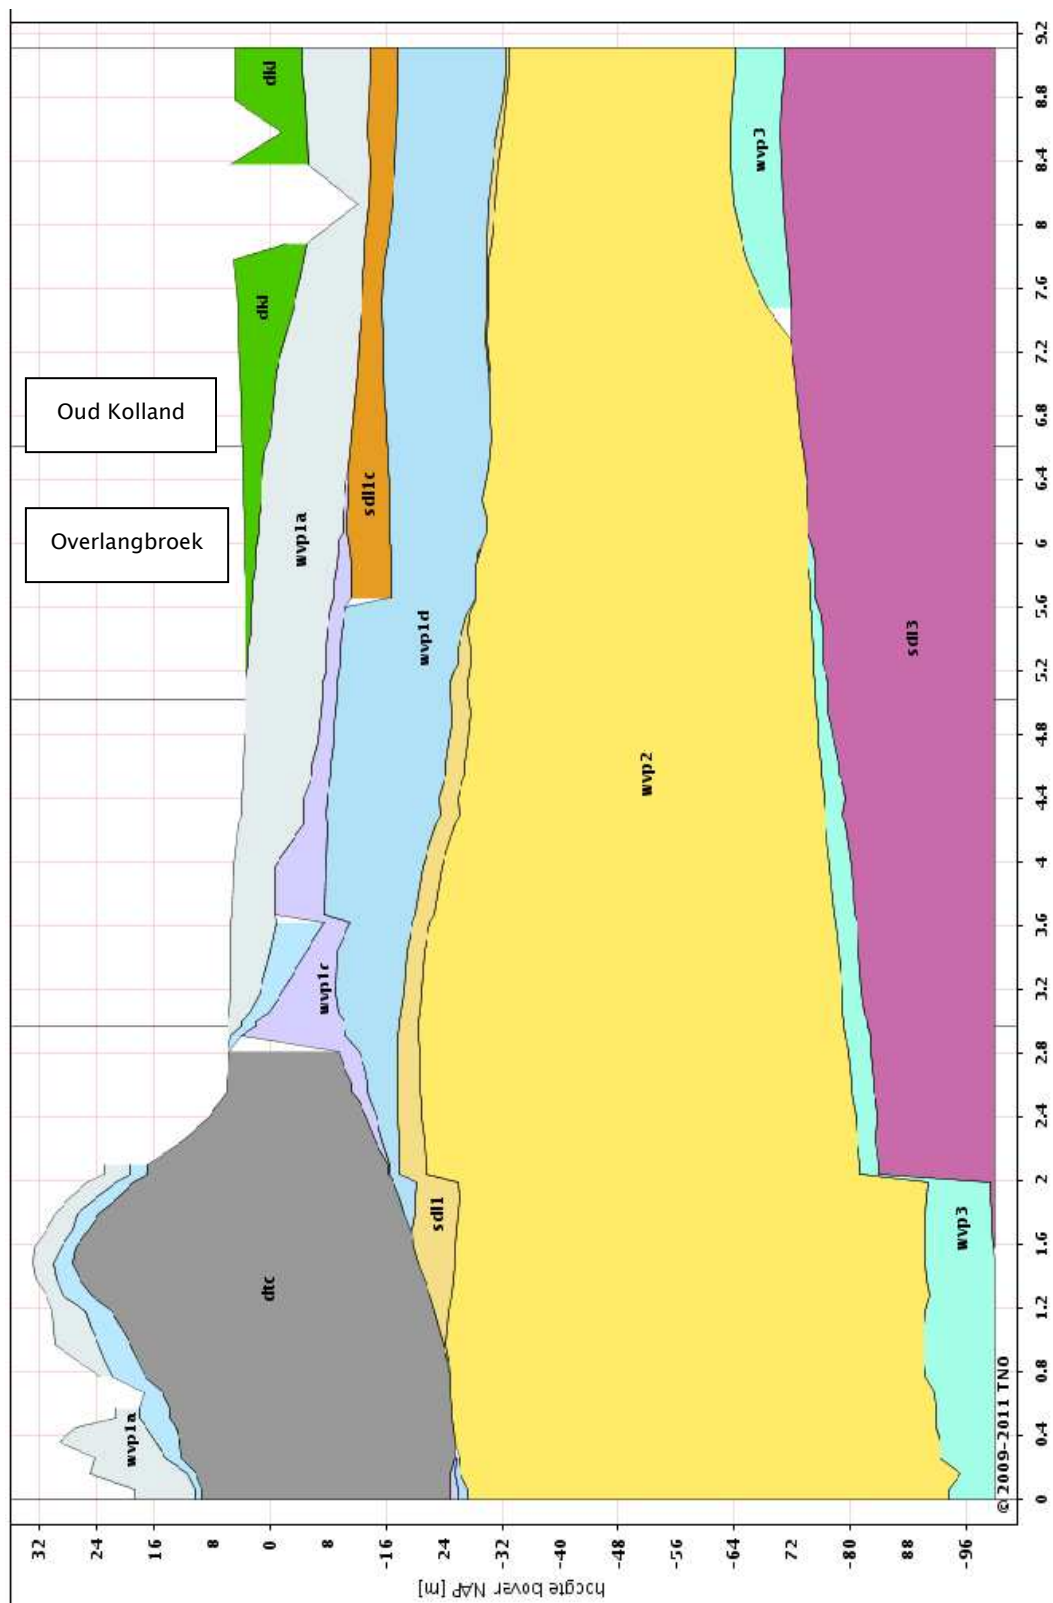 9.2
dkl
8.8
wvp3
8.4
8
7.6
dkl
7.2
Oud Kolland
6.8
6.4
sdl1c
wvp1a
Overlangbroek
6
5.6
wvp1d
sdl3
5.2
4.8
wvp2
4.4
4
3.6
wvp1c
3.2
2.8
2.4
2
sdl1
wvp3
1.6
dtc
1.2
0.8
wvp1a
0.4
0
©2009-2011 TNO
32 24 16 8 0 8 -16 24 -32 -40 -48 -56 -64 72 -80 88 -96
hoogte bover NAP [m]